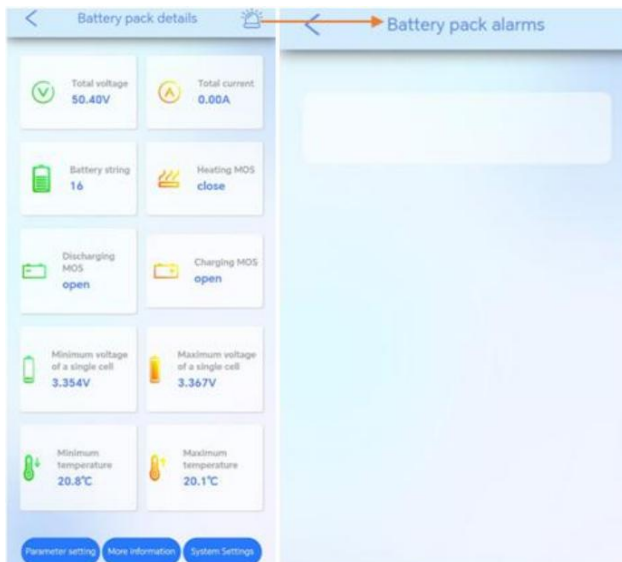 Battery pack details
Battery pack alarms
Total voltage
50.40V
Total current
0.00A
Battery string
16
Heating MOS
close
Discharging
MOS
open
Charging MOS
open
Minimum voltage
of a single cell
3.354V
Maximum voltage
of a single cell
3.367V
Minimum
temperature
20.8℃
Maximum
temperature
20.1℃
Parameter setting
More information
System Settings